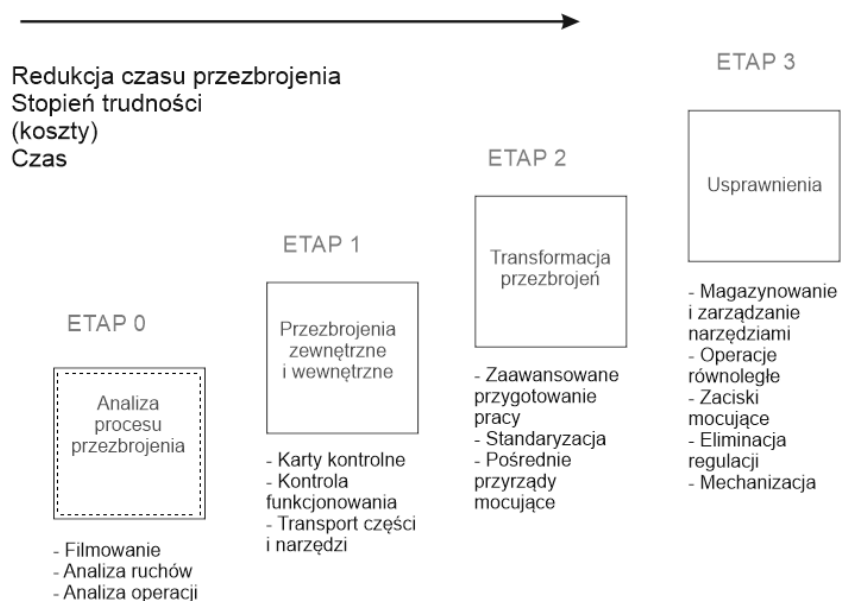 Redukcja czasu przezbrojenia
Stopień trudności
(koszty)
Czas
ETAP 0
Analiza
procesu
przezbrojenia
- Filmowanie
- Analiza ruchów
- Analiza operacji
ETAP 1
Przezbrojenia
zewnętrzne
i wewnętrzne
- Karty kontrolne
- Kontrola
funkcjonowania
- Transport części
i narzędzi
ETAP 2
Transformacja
przezbrojeń
- Zaawansowane
przygotowanie
pracy
- Standaryzacja
- Pośrednie
przyrządy
mocujące
ETAP 3
Usprawnienia
- Magazynowanie
i zarządzanie
narzędziami
- Operacje
równoległe
- Zaciski
mocujące
- Eliminacja
regulacji
- Mechanizacja